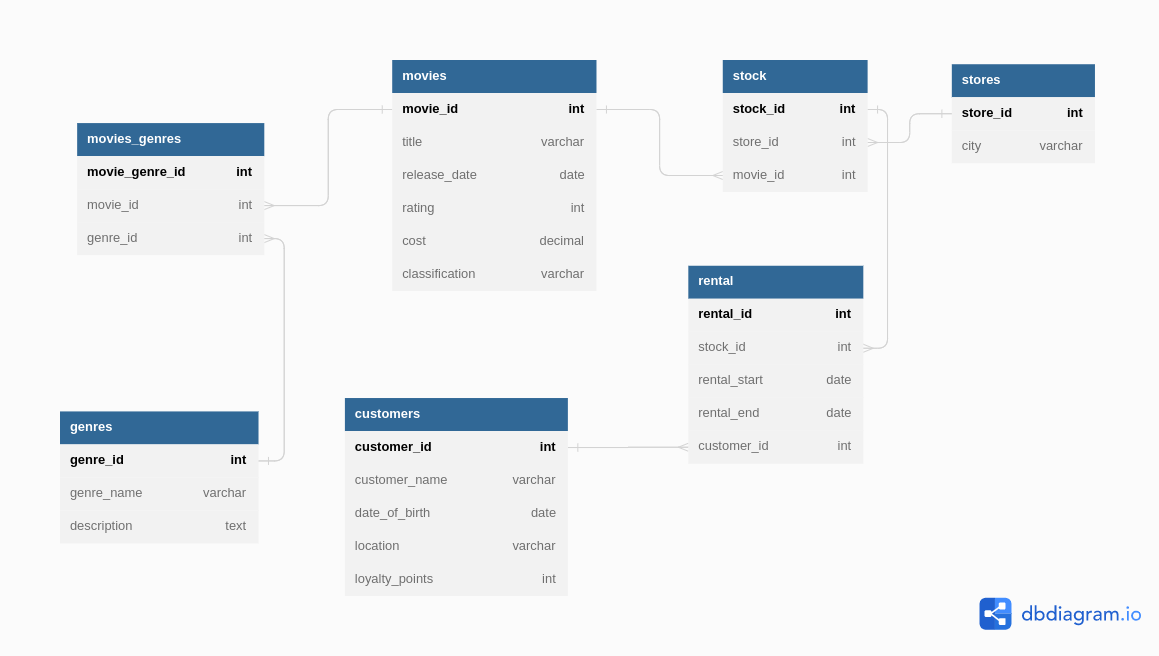 movies
movie_id int
title varchar
release_date date
rating int
cost decimal
classification varchar
stock
stock_id int
store_id int
movie_id int
stores
store_id int
city varchar
movies_genres
movie_genre_id int
movie_id int
genre_id int
rental
rental_id int
stock_id int
rental_start date
rental_end date
customer_id int
genres
genre_id int
genre_name varchar
description text
customers
customer_id int
customer_name varchar
date_of_birth date
location varchar
loyalty_points int
dbdiagram.io